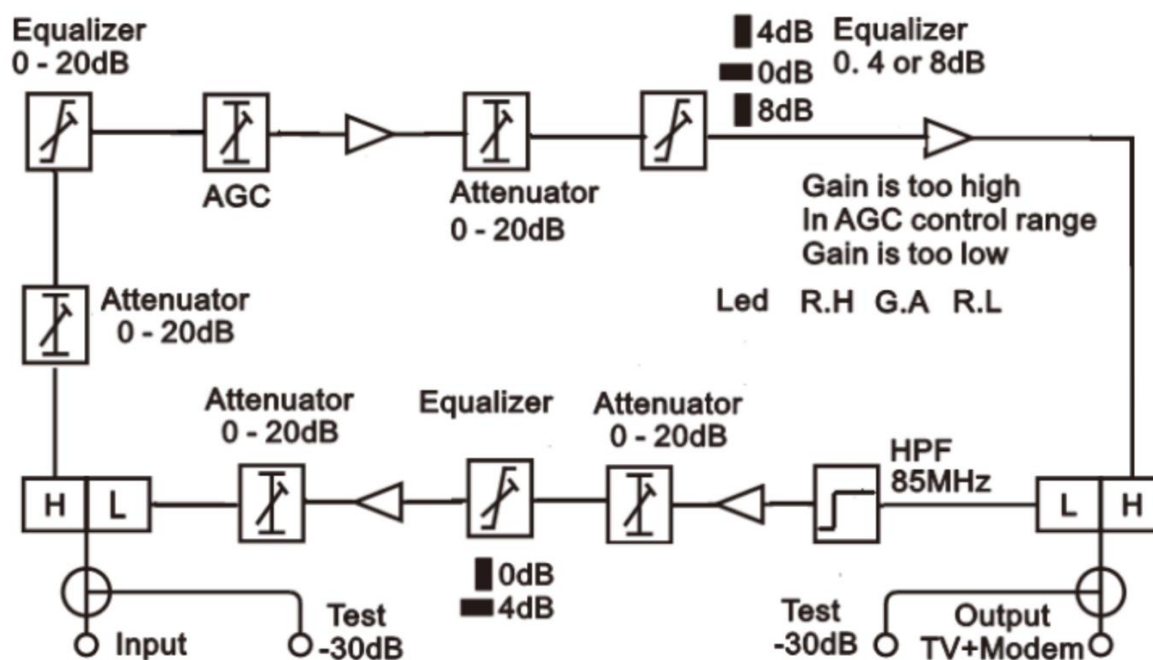 Equalizer
0 - 20dB
4dB
0dB
8dB
Equalizer
0. 4 or 8dB
AGC
Attenuator
0 - 20dB
Gain is too high
In AGC control range
Gain is too low
Led R.H G.A R.L
Attenuator
0 - 20dB
Attenuator
0 - 20dB
Equalizer
Attenuator
0 - 20dB
HPF
85MHz
H L
L H
0dB
4dB
Input
Test
-30dB
Test
-30dB
Output
TV+Modem